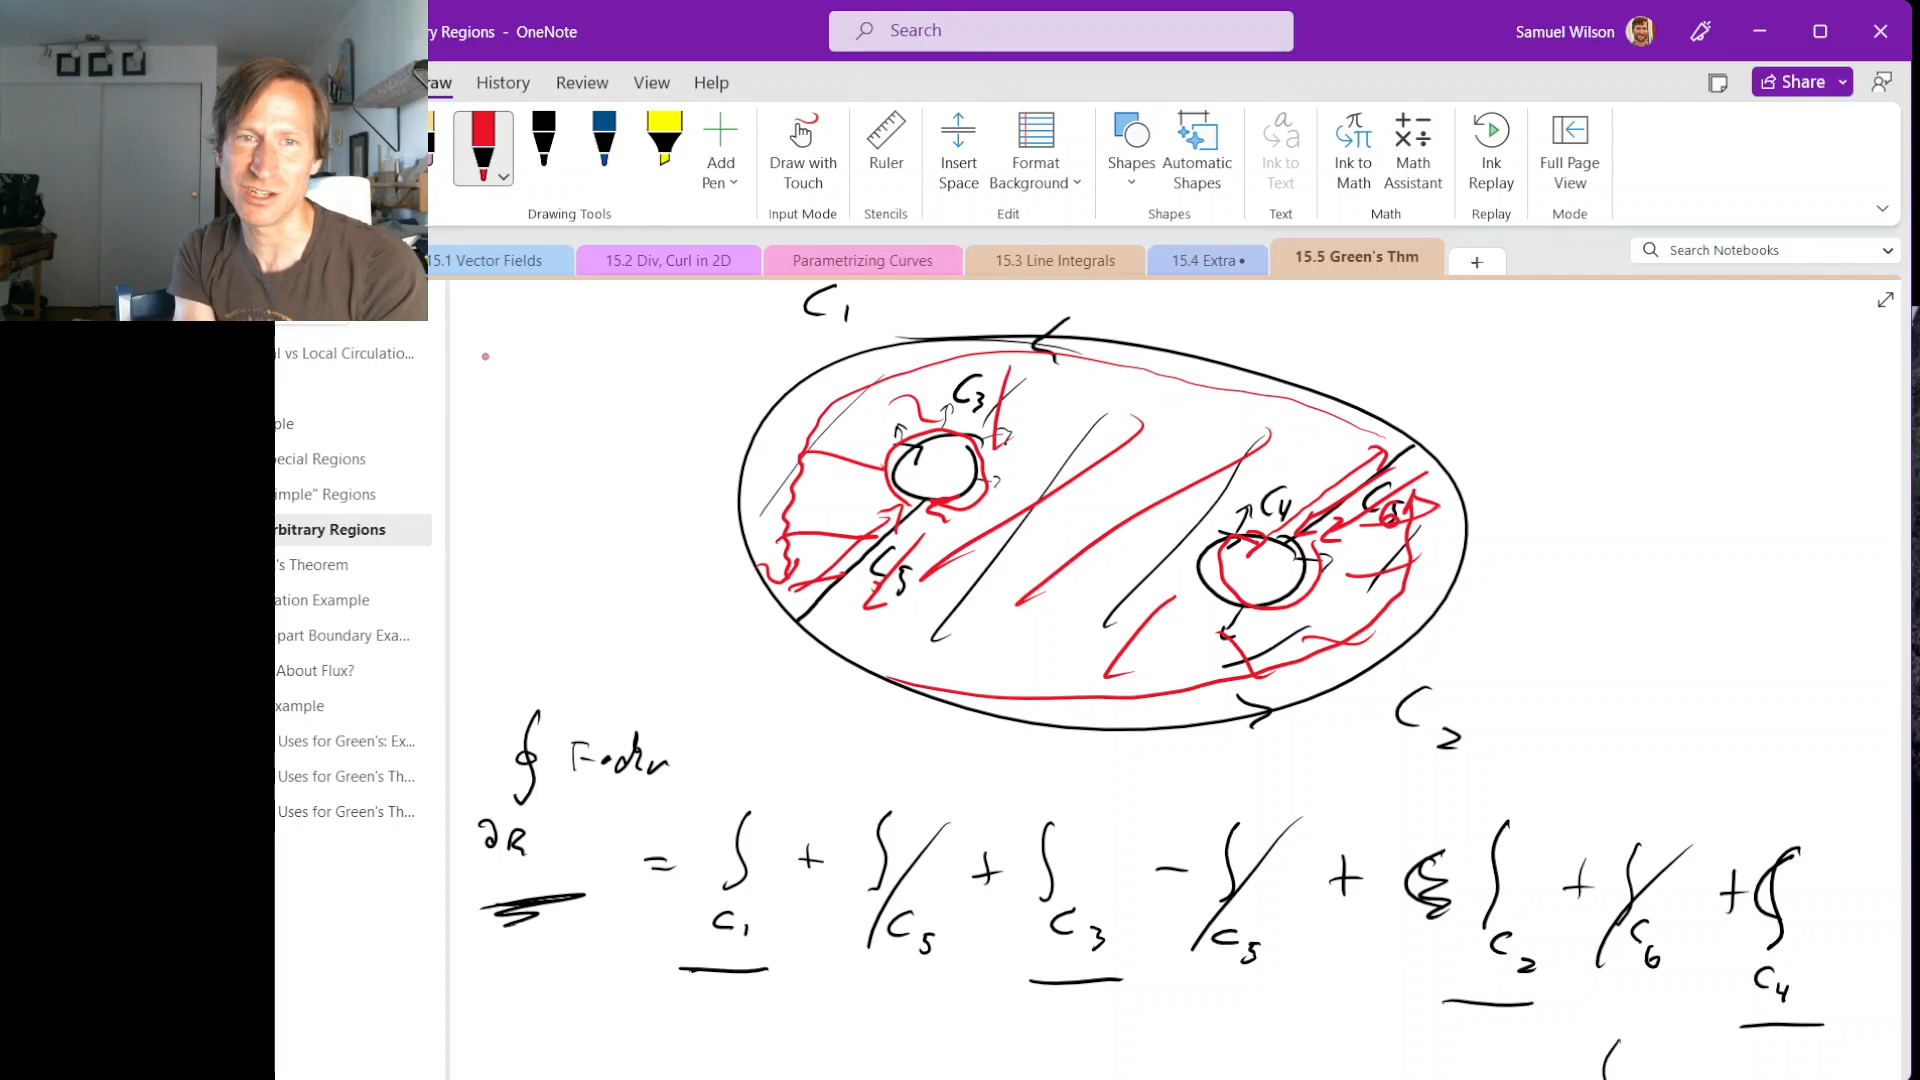 ry Regions - OneNote
Search
Samuel Wilson
raw History Review View Help
Share
Add Pen
Draw with Touch
Ruler
Insert Space
Format Background
Shapes
Automatic Shapes
Ink to Text
Ink to Math
Math Assistant
Ink Replay
Full Page View
Drawing Tools
Input Mode
Stencils
Edit
Shapes
Text
Math
Replay
Mode
15.1 Vector Fields
15.2 Div, Curl in 2D
Parametrizing Curves
15.3 Line Integrals
15.4 Extra •
15.5 Green's Thm
+
Search Notebooks
l vs Local Circulatio...
ble
ecial Regions
imple" Regions
rbitrary Regions
's Theorem
ation Example
part Boundary Exa...
About Flux?
xample
Uses for Green's: Ex...
Uses for Green's Th...
Uses for Green's Th...
C₁
C₃
C₄
C₅
C₂
∮ F·dr
∂R
= ∫ + ∫ + ∫ - ∫ + ∫ + ∫ + ∫
C₁ C₅ C₃ C₅ C₂ C₆ C₄